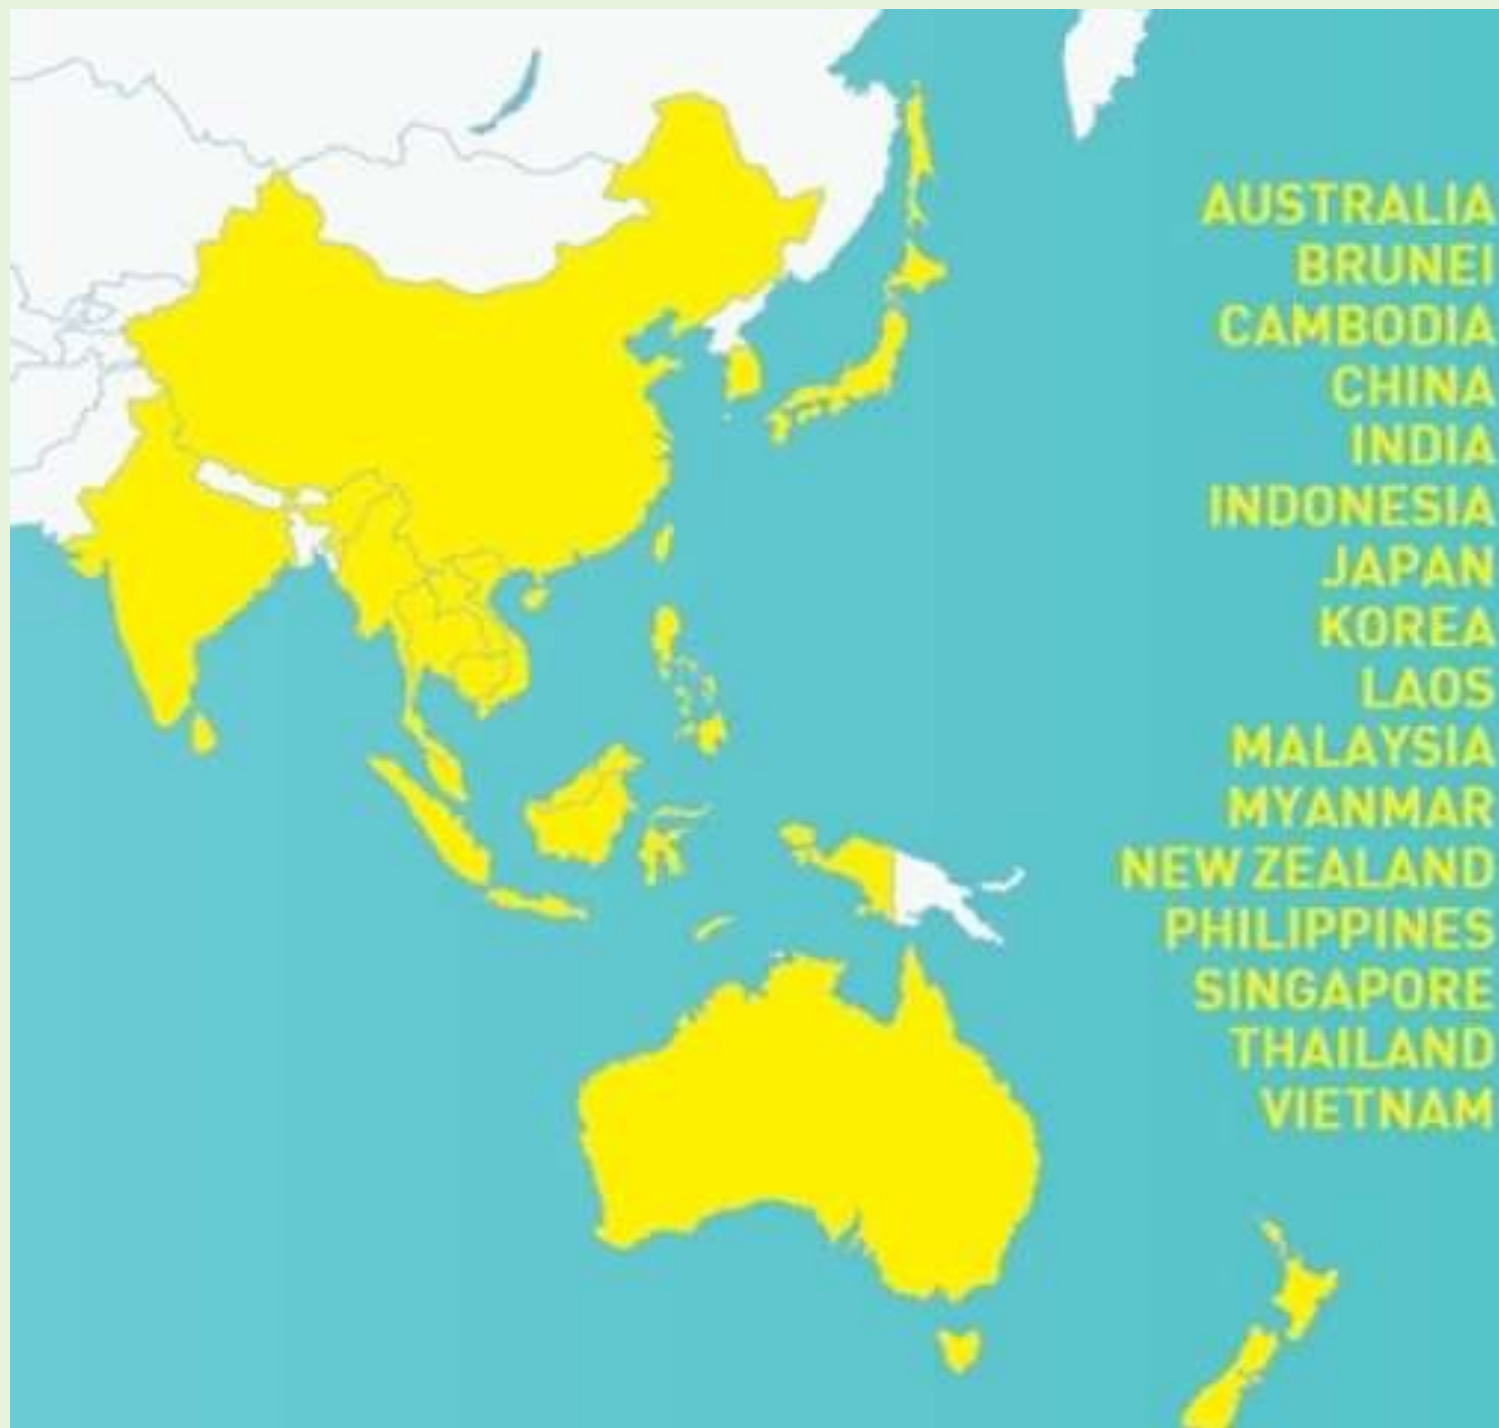 AUSTRALIA
BRUNEI
CAMBODIA
CHINA
INDIA
INDONESIA
JAPAN
KOREA
LAOS
MALAYSIA
MYANMAR
NEW ZEALAND
PHILIPPINES
SINGAPORE
THAILAND
VIETNAM